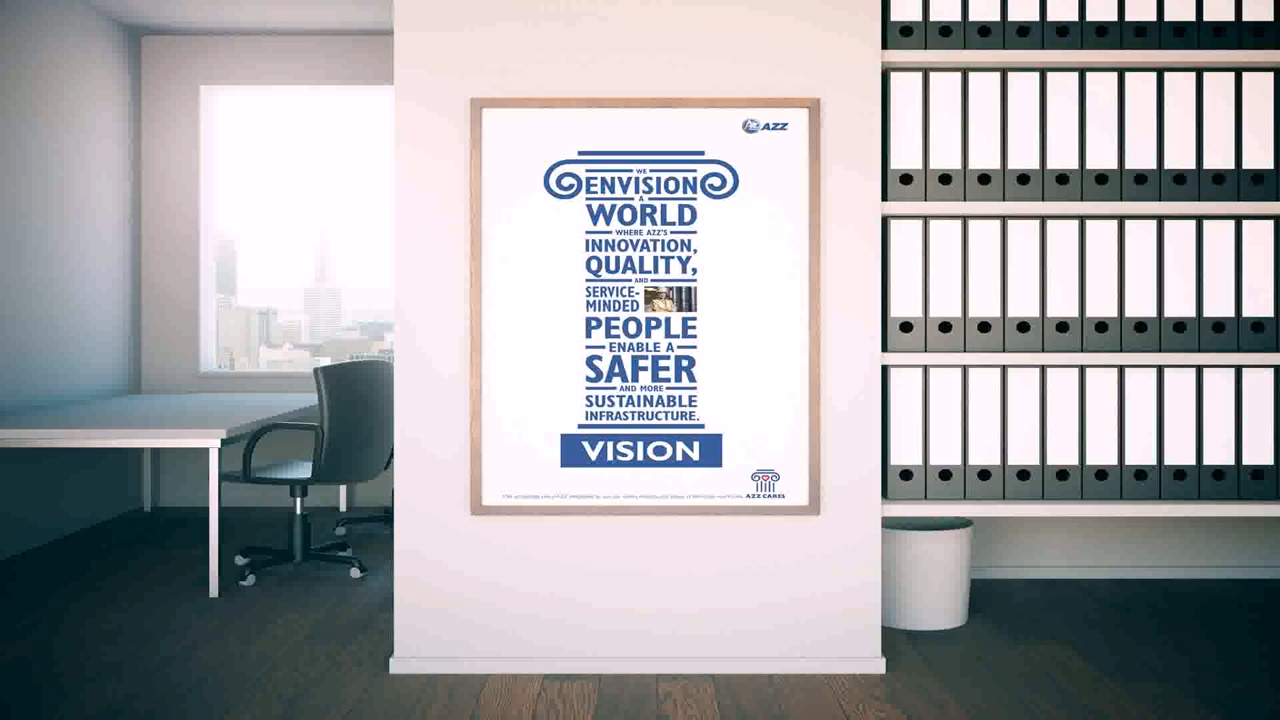 AZZ
WE
ENVISION
A
WORLD
WHERE AZZ'S
INNOVATION,
QUALITY,
AND
SERVICE-
MINDED
PEOPLE
ENABLE A
SAFER
AND MORE
SUSTAINABLE
INFRASTRUCTURE.
VISION
AZZ CARES